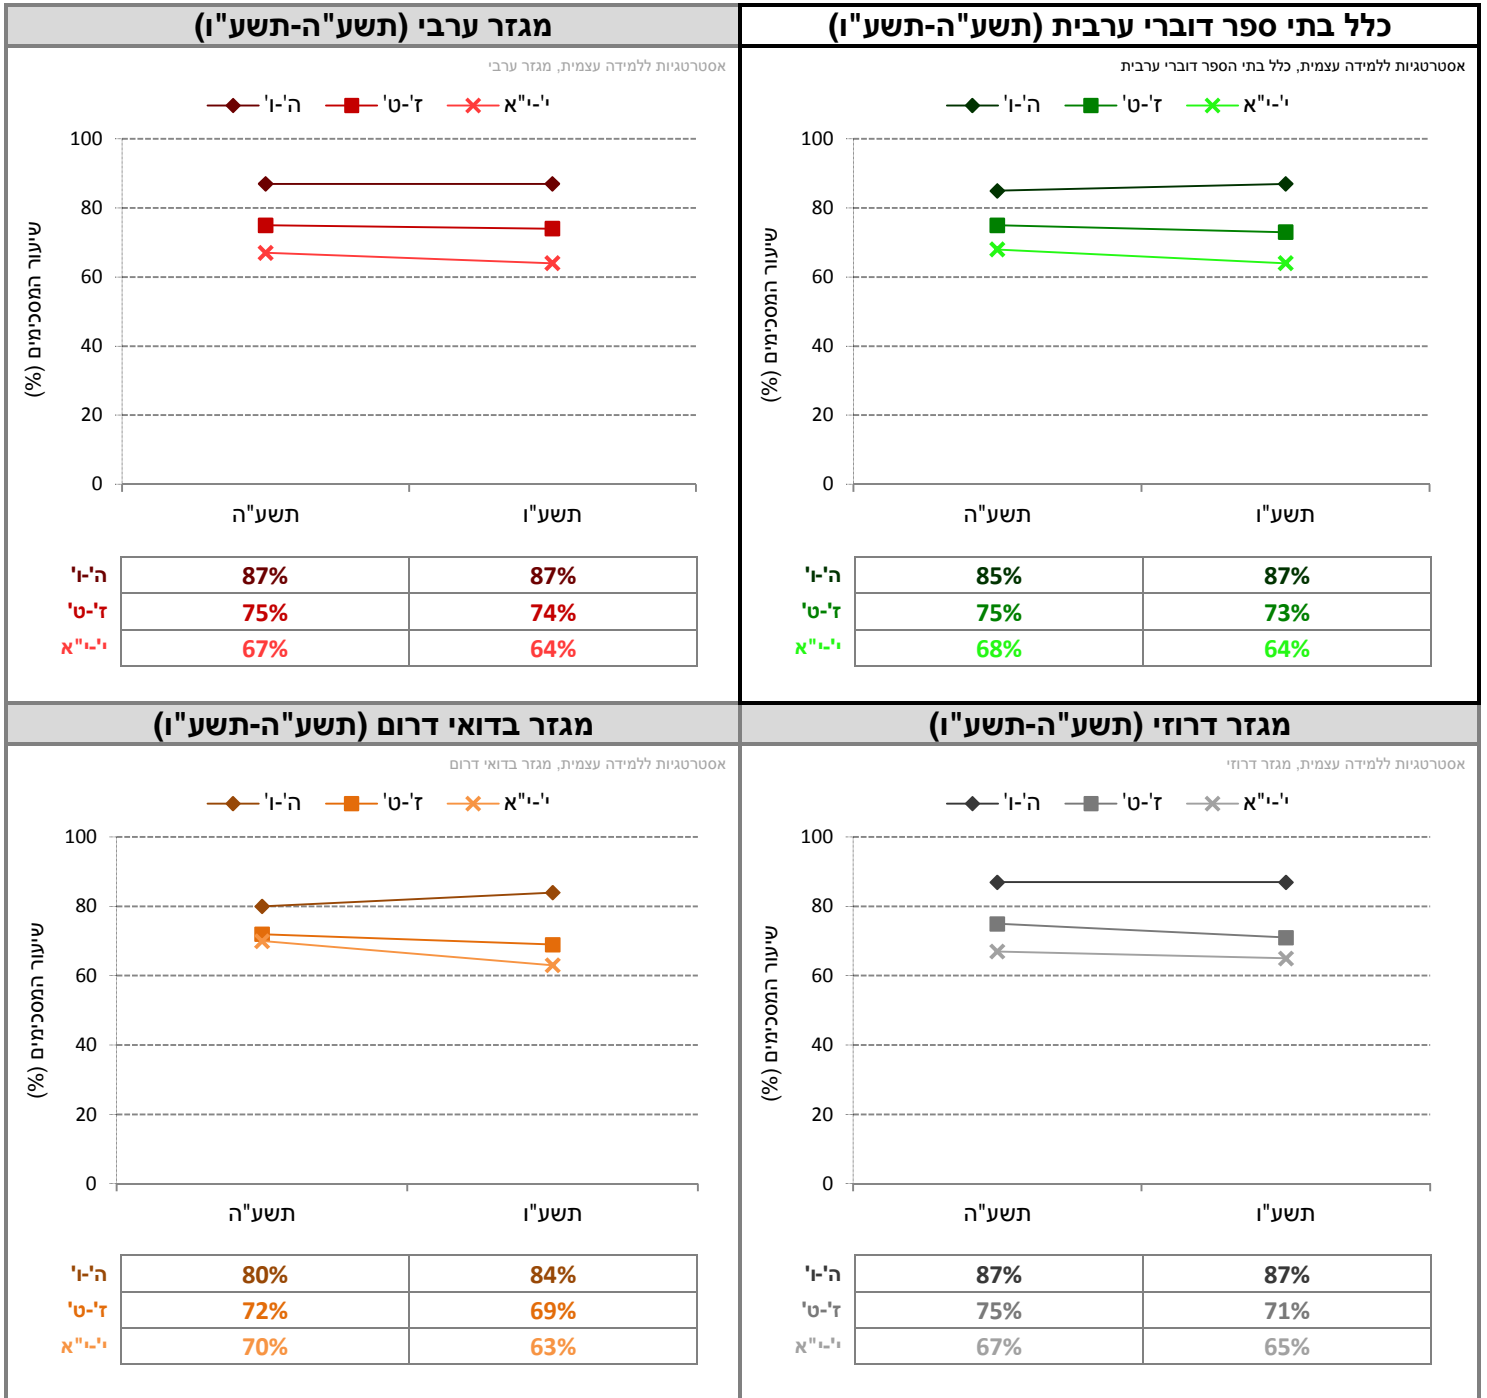 כלל בתי ספר דוברי ערבית (תשע"ה-תשע"ו)
אסטרטגיות ללמידה עצמית, כלל בתי הספר דוברי ערבית
ה'-ו' ז'-ט' י'-י"א
שיעור המסכימים (%)
100
80
60
40
20
0
תשע"ה תשע"ו
ה'-ו' 85% 87%
ז'-ט' 75% 73%
י'-י"א 68% 64%
מגזר ערבי (תשע"ה-תשע"ו)
אסטרטגיות ללמידה עצמית, מגזר ערבי
ה'-ו' ז'-ט' י'-י"א
שיעור המסכימים (%)
100
80
60
40
20
0
תשע"ה תשע"ו
ה'-ו' 87% 87%
ז'-ט' 75% 74%
י'-י"א 67% 64%
מגזר דרוזי (תשע"ה-תשע"ו)
אסטרטגיות ללמידה עצמית, מגזר דרוזי
ה'-ו' ז'-ט' י'-י"א
שיעור המסכימים (%)
100
80
60
40
20
0
תשע"ה תשע"ו
ה'-ו' 87% 87%
ז'-ט' 75% 71%
י'-י"א 67% 65%
מגזר בדואי דרום (תשע"ה-תשע"ו)
אסטרטגיות ללמידה עצמית, מגזר בדואי דרום
ה'-ו' ז'-ט' י'-י"א
שיעור המסכימים (%)
100
80
60
40
20
0
תשע"ה תשע"ו
ה'-ו' 80% 84%
ז'-ט' 72% 69%
י'-י"א 70% 63%